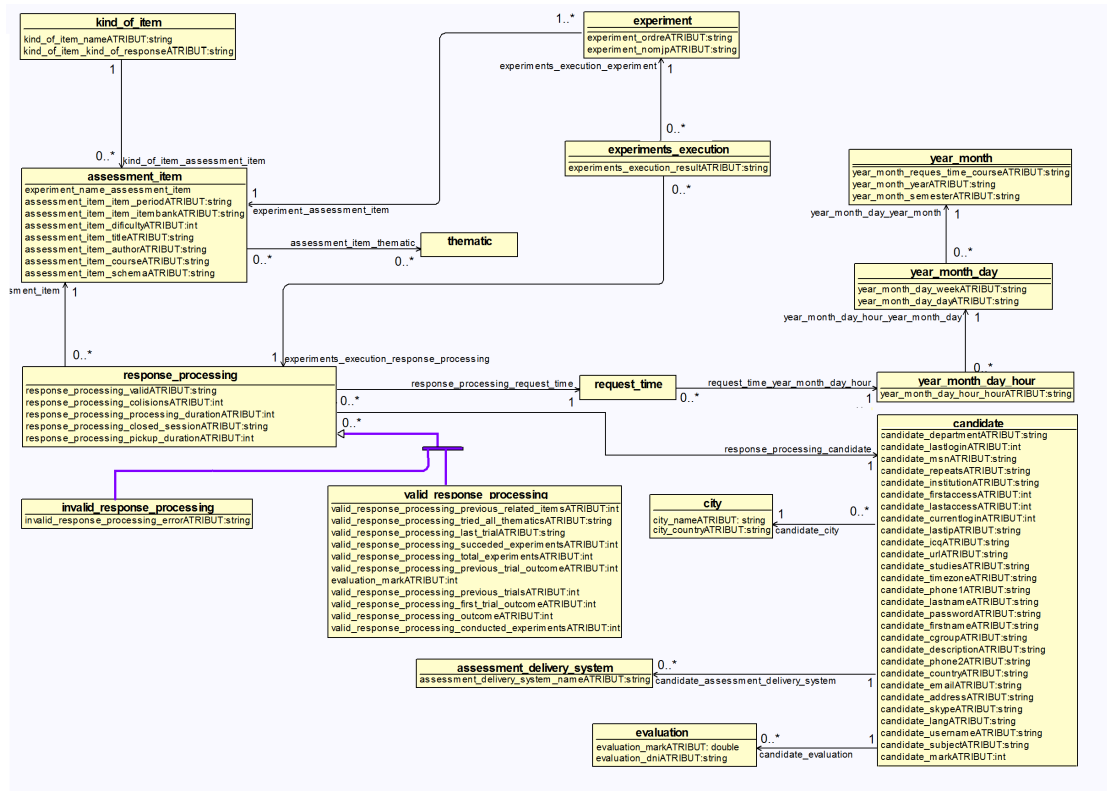 kind_of_item
kind_of_item_nameATRIBUT:string
kind_of_item_kind_of_responseATRIBUT:string
1
0..*
kind_of_item_assessment_item
1..*
experiment
experiment_ordreATRIBUT:string
experiment_nomjpATRIBUT:string
experiments_execution_experiment
1
0..*
experiments_execution
experiments_execution_resultATRIBUT:string
0..*
assessment_item
experiment_name_assessment_item
assessment_item_item_periodATRIBUT:string
assessment_item_item_itembankATRIBUT:string
assessment_item_dificultyATRIBUT:int
assessment_item_titleATRIBUT:string
assessment_item_authorATRIBUT:string
assessment_item_courseATRIBUT:string
assessment_item_schemaATRIBUT:string
1
experiment_assessment_item
assessment_item_thematic
0..*
0..*
thematic
year_month
year_month_reques_time_courseATRIBUT:string
year_month_yearATRIBUT:string
year_month_semesterATRIBUT:string
year_month_day_year_month
1
0..*
year_month_day
year_month_day_weekATRIBUT:string
year_month_day_dayATRIBUT:string
year_month_day_hour_year_month_day
1
0..*
sment_item
1
0..*
1
experiments_execution_response_processing
response_processing
response_processing_validATRIBUT:string
response_processing_colisionsATRIBUT:int
response_processing_processing_durationATRIBUT:int
response_processing_closed_sessionATRIBUT:string
response_processing_pickup_durationATRIBUT:int
response_processing_request_time
0..*
1
request_time
request_time_year_month_day_hour
0..*
1
year_month_day_hour
year_month_day_hour_hourATRIBUT:string
0..*
response_processing_candidate
1
candidate
candidate_departmentATRIBUT:string
candidate_lastloginATRIBUT:int
candidate_msnATRIBUT:string
candidate_repeatsATRIBUT:string
candidate_institutionATRIBUT:string
candidate_firstaccessATRIBUT:int
candidate_lastaccessATRIBUT:int
candidate_currentloginATRIBUT:int
candidate_lastipATRIBUT:string
candidate_icqATRIBUT:string
candidate_urlATRIBUT:string
candidate_studiesATRIBUT:string
candidate_timezoneATRIBUT:string
candidate_phone1ATRIBUT:string
candidate_lastnameATRIBUT:string
candidate_passwordATRIBUT:string
candidate_firstnameATRIBUT:string
candidate_cgroupATRIBUT:string
candidate_descriptionATRIBUT:string
candidate_phone2ATRIBUT:string
candidate_countryATRIBUT:string
candidate_emailATRIBUT:string
candidate_addressATRIBUT:string
candidate_skypeATRIBUT:string
candidate_langATRIBUT:string
candidate_usernameATRIBUT:string
candidate_subjectATRIBUT:string
candidate_markATRIBUT:int
invalid_response_processing
invalid_response_processing_errorATRIBUT:string
valid_response_processing
valid_response_processing_previous_related_itemsATRIBUT:int
valid_response_processing_tried_all_thematicsATRIBUT:string
valid_response_processing_last_trialATRIBUT:string
valid_response_processing_succeded_experimentsATRIBUT:int
valid_response_processing_total_experimentsATRIBUT:int
valid_response_processing_previous_trial_outcomeATRIBUT:int
evaluation_markATRIBUT:int
valid_response_processing_previous_trialsATRIBUT:int
valid_response_processing_first_trial_outcomeATRIBUT:int
valid_response_processing_outcomeATRIBUT:int
valid_response_processing_conducted_experimentsATRIBUT:int
city
city_nameATRIBUT: string
city_countryATRIBUT:string
1
0..*
candidate_city
assessment_delivery_system
assessment_delivery_system_nameATRIBUT:string
0..*
1
candidate_assessment_delivery_system
evaluation
evaluation_markATRIBUT: double
evaluation_dniATRIBUT:string
0..*
1
candidate_evaluation